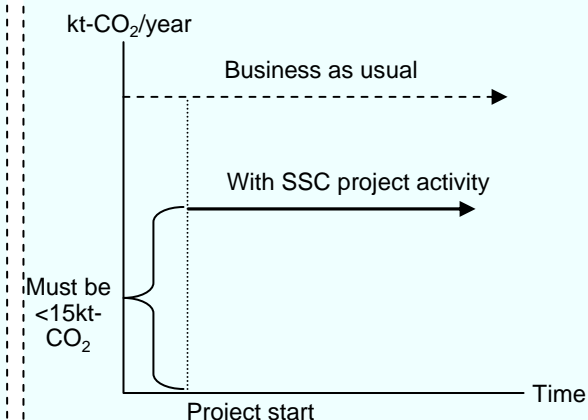 kt-CO₂/year
Business as usual
With SSC project activity
Must be
<15kt-
CO₂
Time
Project start